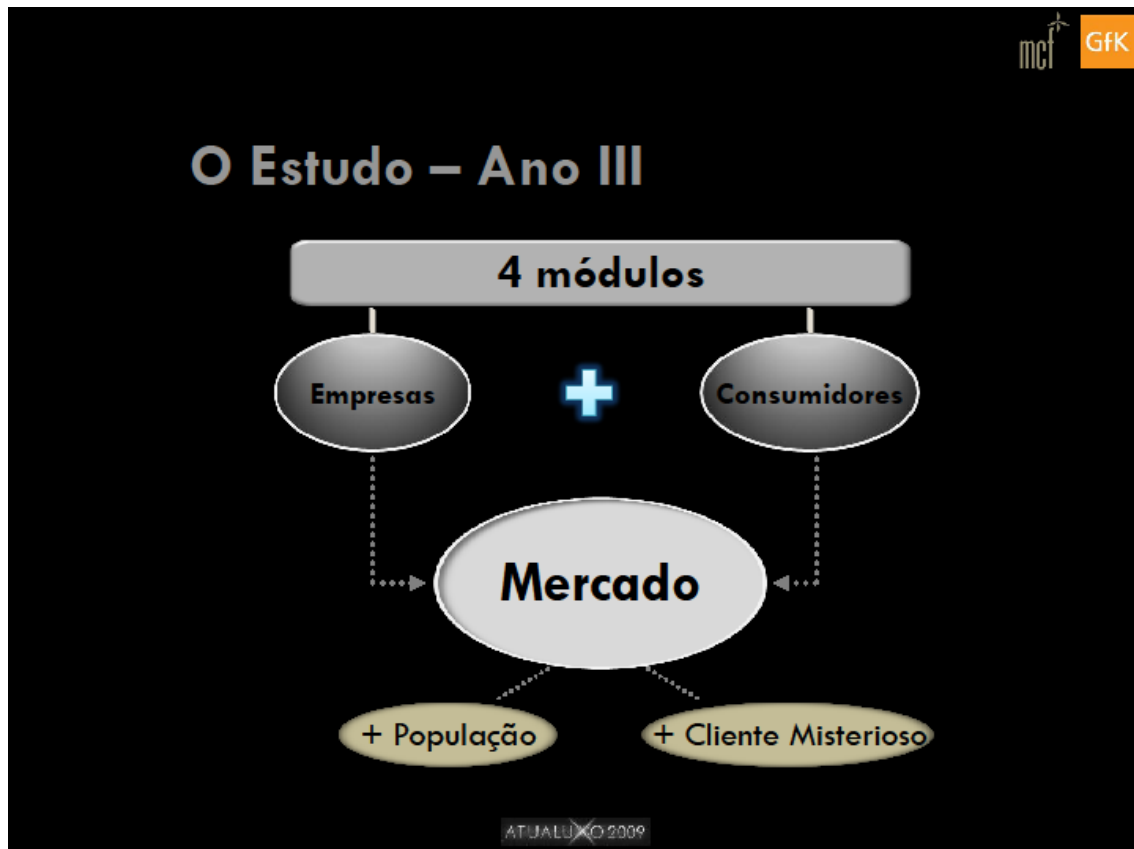 mcf GfK
O Estudo – Ano III
4 módulos
Empresas
Consumidores
Mercado
+ População
+ Cliente Misterioso
ATUALUXO 2009